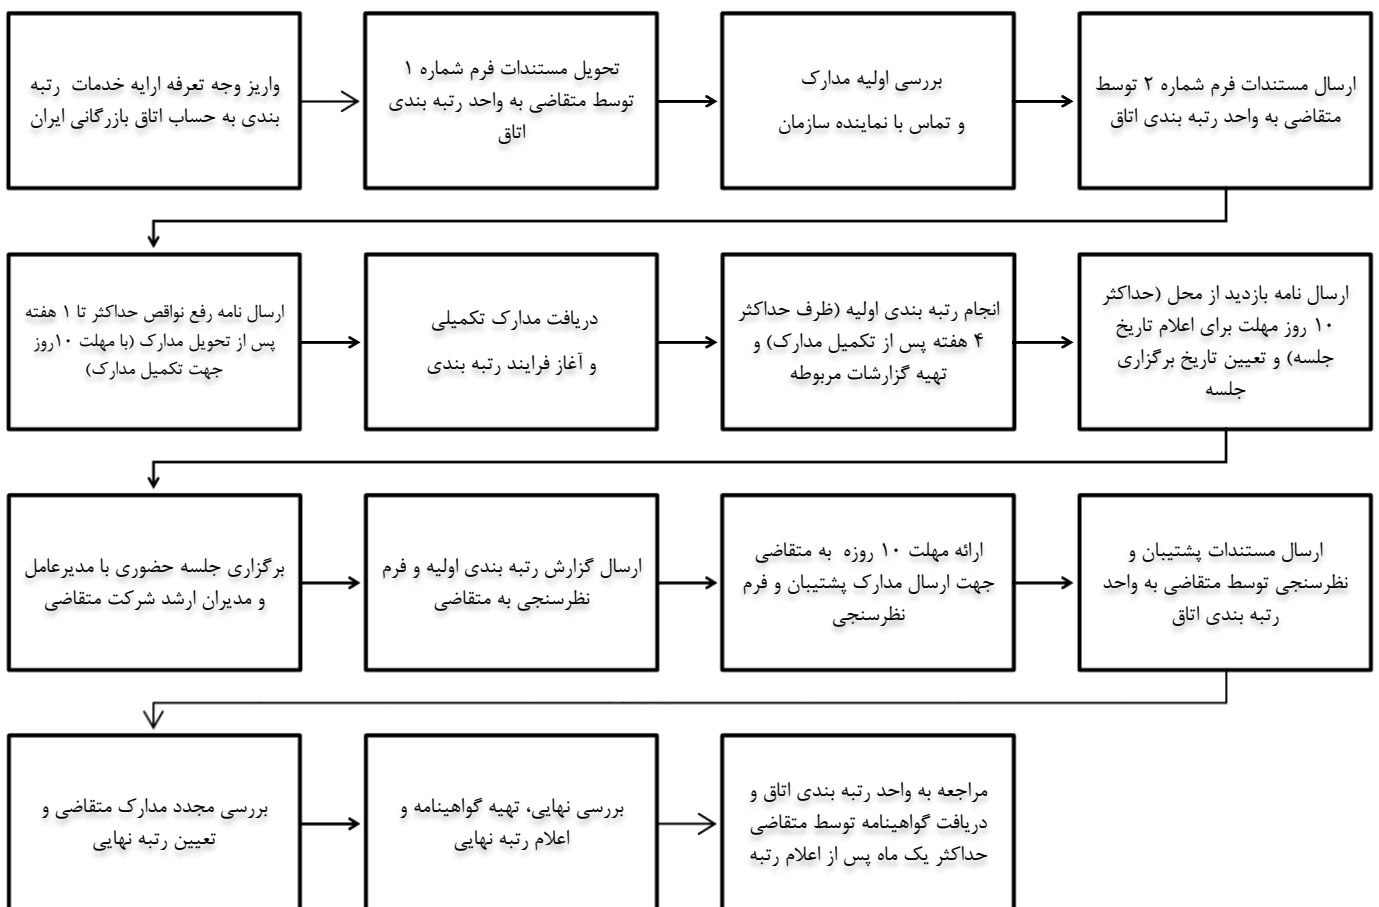 واریز وجه تعرفه ارایه خدمات رتبه
بندی به حساب اتاق بازرگانی ایران
تحویل مستندات فرم شماره ۱
توسط متقاضی به واحد رتبه بندی
اتاق
بررسی اولیه مدارک
و تماس با نماینده سازمان
ارسال مستندات فرم شماره ۲ توسط
متقاضی به واحد رتبه بندی اتاق
ارسال نامه رفع نواقص حداکثر تا ۱ هفته
پس از تحویل مدارک (با مهلت ۱۰روز
جهت تکمیل مدارک)
دریافت مدارک تکمیلی
و آغاز فرایند رتبه بندی
انجام رتبه بندی اولیه (ظرف حداکثر
۴ هفته پس از تکمیل مدارک) و
تهیه گزارشات مربوطه
ارسال نامه بازدید از محل (حداکثر
۱۰ روز مهلت برای اعلام تاریخ
جلسه) و تعیین تاریخ برگزاری
جلسه
برگزاری جلسه حضوری با مدیرعامل
و مدیران ارشد شرکت متقاضی
ارسال گزارش رتبه بندی اولیه و فرم
نظرسنجی به متقاضی
ارائه مهلت ۱۰ روزه به متقاضی
جهت ارسال مدارک پشتیبان و فرم
نظرسنجی
ارسال مستندات پشتیبان و
نظرسنجی توسط متقاضی به واحد
رتبه بندی اتاق
بررسی مجدد مدارک متقاضی و
تعیین رتبه نهایی
بررسی نهایی، تهیه گواهینامه و
اعلام رتبه نهایی
مراجعه به واحد رتبه بندی اتاق و
دریافت گواهینامه توسط متقاضی
حداکثر یک ماه پس از اعلام رتبه